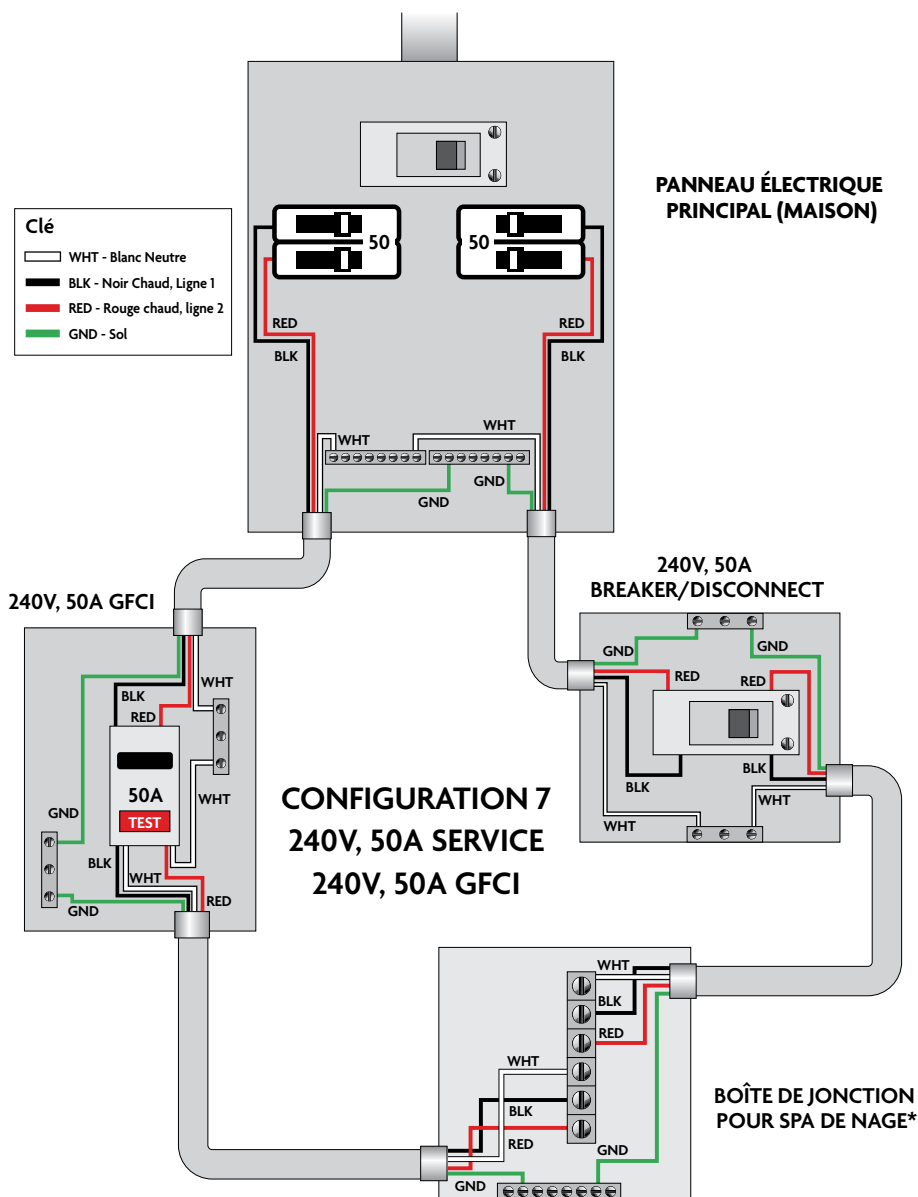 PANNEAU ÉLECTRIQUE
PRINCIPAL (MAISON)
Clé
WHT - Blanc Neutre
BLK - Noir Chaud, Ligne 1
RED - Rouge chaud, ligne 2
GND - Sol
50
50
RED
BLK
RED
BLK
WHT
WHT
GND
GND
240V, 50A GFCI
WHT
BLK
RED
50A
TEST
WHT
GND
BLK
WHT
RED
GND
240V, 50A
BREAKER/DISCONNECT
GND
GND
RED
RED
BLK
BLK
WHT
WHT
CONFIGURATION 7
240V, 50A SERVICE
240V, 50A GFCI
WHT
BLK
RED
WHT
BLK
RED
GND
GND
BOÎTE DE JONCTION
POUR SPA DE NAGE*